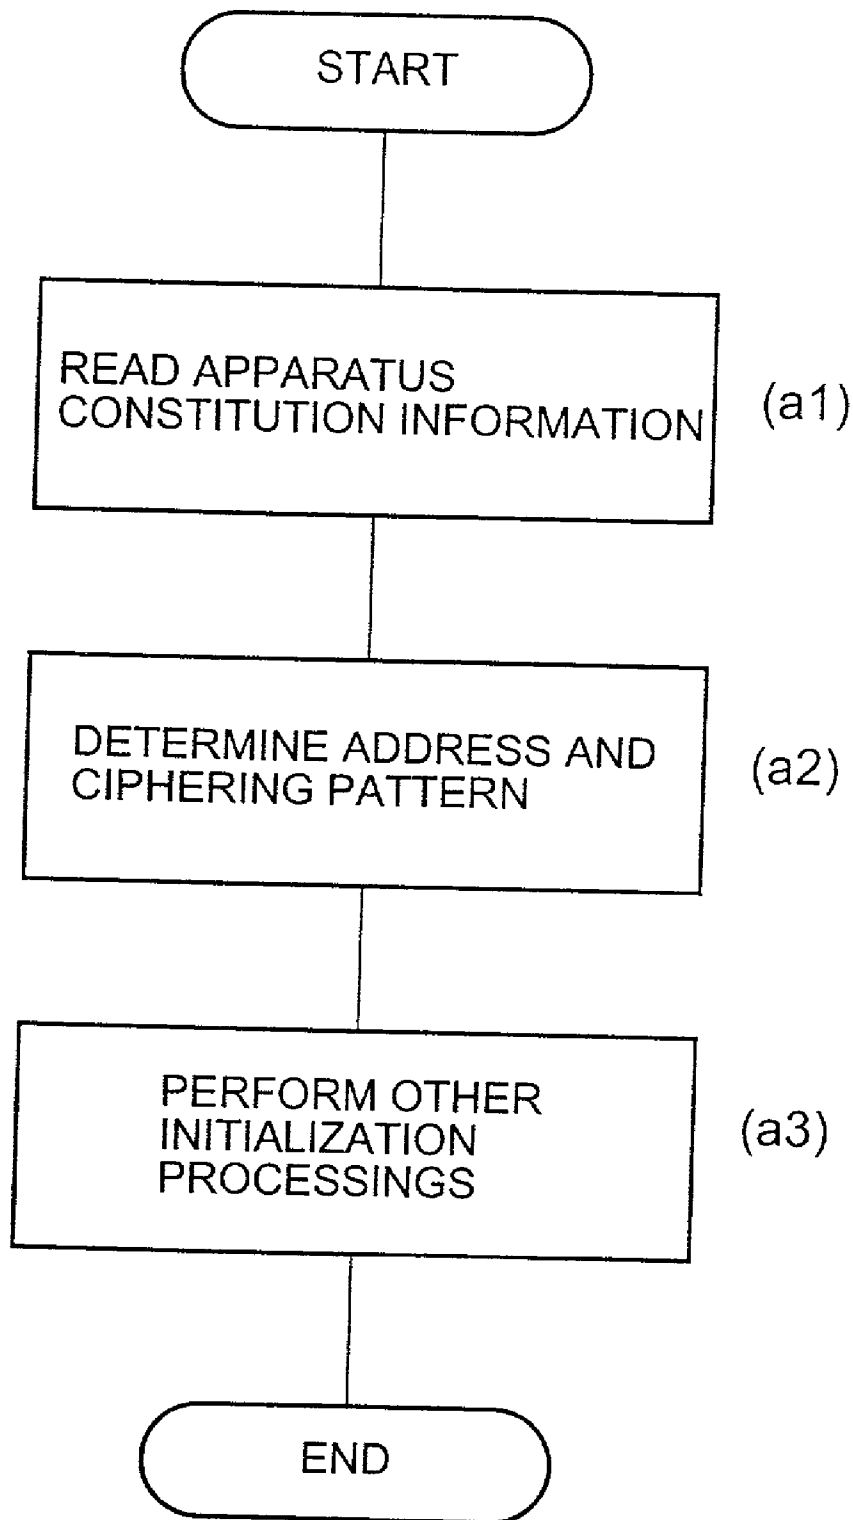 START
READ APPARATUS
CONSTITUTION INFORMATION
(a1)
DETERMINE ADDRESS AND
CIPHERING PATTERN
(a2)
PERFORM OTHER
INITIALIZATION
PROCESSINGS
(a3)
END